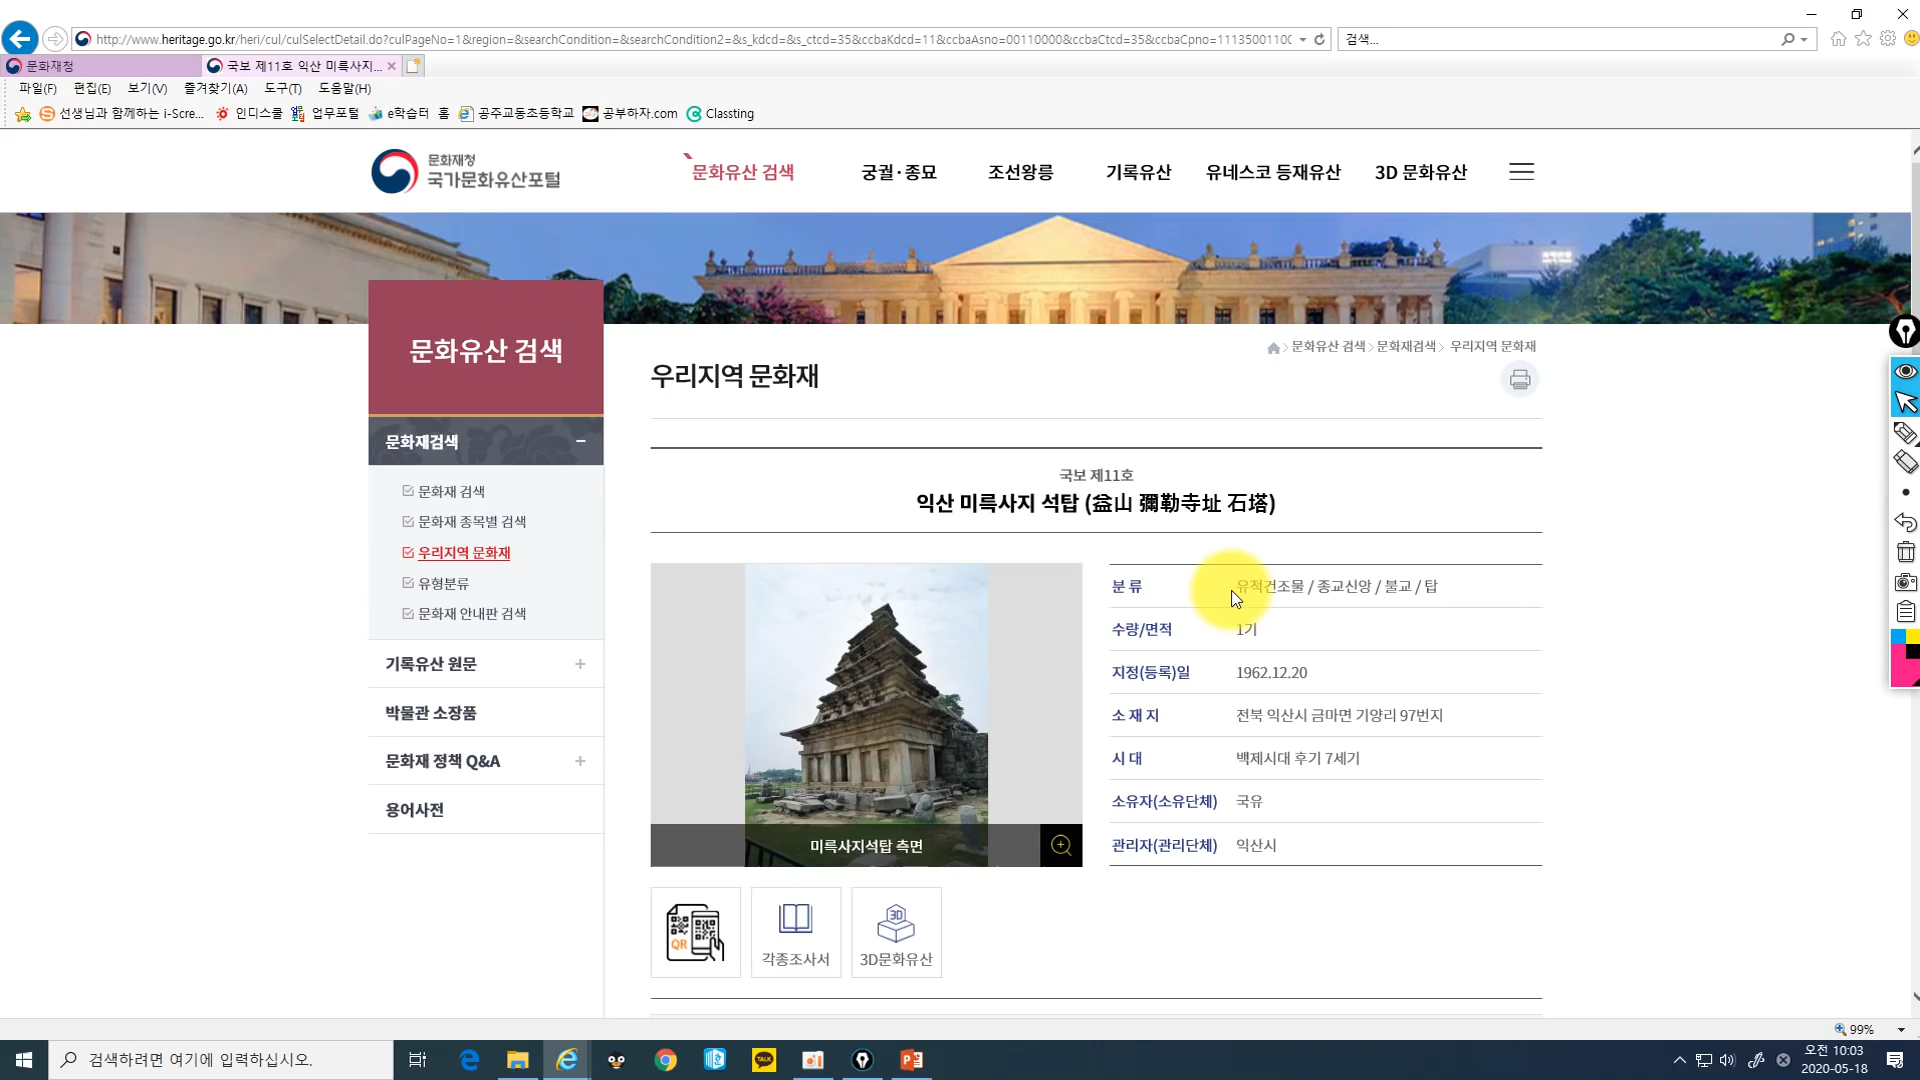 http://www.heritage.go.kr/heri/cul/culSelectDetail.do?culPageNo=1&region=&searchCondition=&searchCondition2=&s_kdcd=&s_ctcd=35&ccbaKdcd=11&ccbaAsno=00110000&ccbaCtcd=35&ccbaCpno=1113500110C
검색...
문화재청
국보 제11호 익산 미륵사지...
파일(F) 편집(E) 보기(V) 즐겨찾기(A) 도구(T) 도움말(H)
선생님과 함께하는 i-Scre... 인디스쿨 업무포털 e학습터 홈 공주교동초등학교 공부하자.com Classting
문화재청
국가문화유산포털
문화유산 검색 궁궐·종묘 조선왕릉 기록유산 유네스코 등재유산 3D 문화유산
문화유산 검색
문화유산 검색 > 문화재검색 > 우리지역 문화재
우리지역 문화재
문화재검색
문화재 검색
문화재 종목별 검색
우리지역 문화재
유형분류
문화재 안내판 검색
기록유산 원문
박물관 소장품
문화재 정책 Q&A
용어사전
국보 제11호
익산 미륵사지 석탑 (益山 彌勒寺址 石塔)
미륵사지석탑 측면
분 류 유적건조물 / 종교신앙 / 불교 / 탑
수량/면적 1기
지정(등록)일 1962.12.20
소 재 지 전북 익산시 금마면 기양리 97번지
시 대 백제시대 후기 7세기
소유자(소유단체) 국유
관리자(관리단체) 익산시
QR
각종조사서
3D
3D문화유산
99%
검색하려면 여기에 입력하십시오.
TALK
오전 10:03
2020-05-18